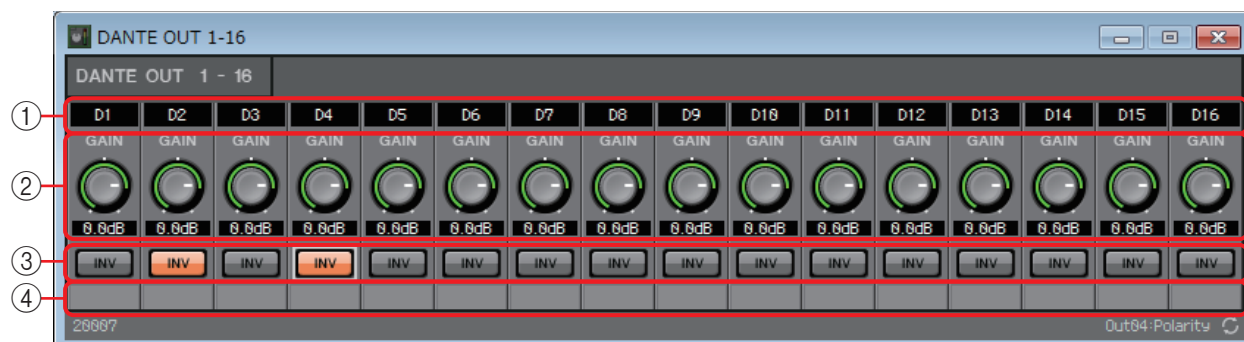 DANTE OUT 1-16
DANTE OUT 1 - 16
① D1 D2 D3 D4 D5 D6 D7 D8 D9 D10 D11 D12 D13 D14 D15 D16
GAIN GAIN GAIN GAIN GAIN GAIN GAIN GAIN GAIN GAIN GAIN GAIN GAIN GAIN GAIN GAIN
②
0.0dB 0.0dB 0.0dB 0.0dB 0.0dB 0.0dB 0.0dB 0.0dB 0.0dB 0.0dB 0.0dB 0.0dB 0.0dB 0.0dB 0.0dB 0.0dB
③ INV INV INV INV INV INV INV INV INV INV INV INV INV INV INV INV
④
20007 Out04:Polarity